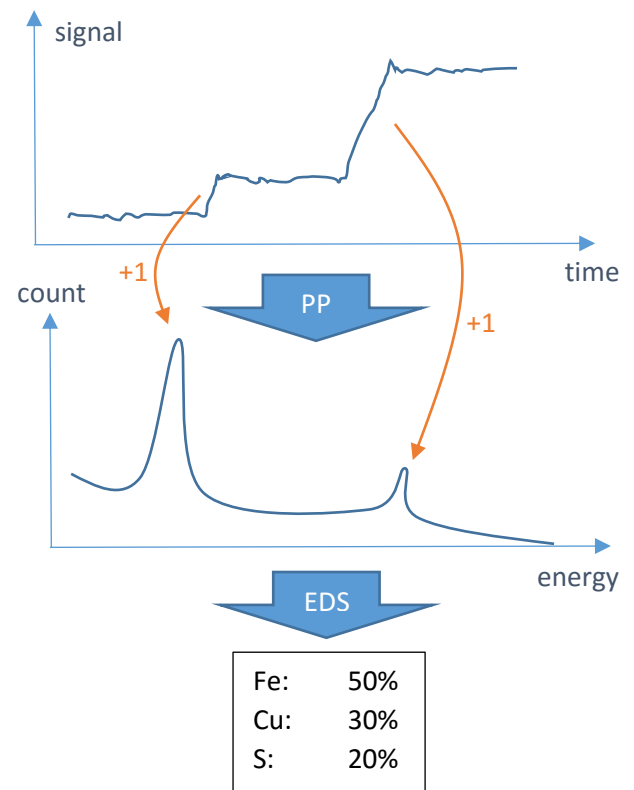 signal
time
+1
count
PP
+1
energy
EDS
Fe: 50%
Cu: 30%
S: 20%